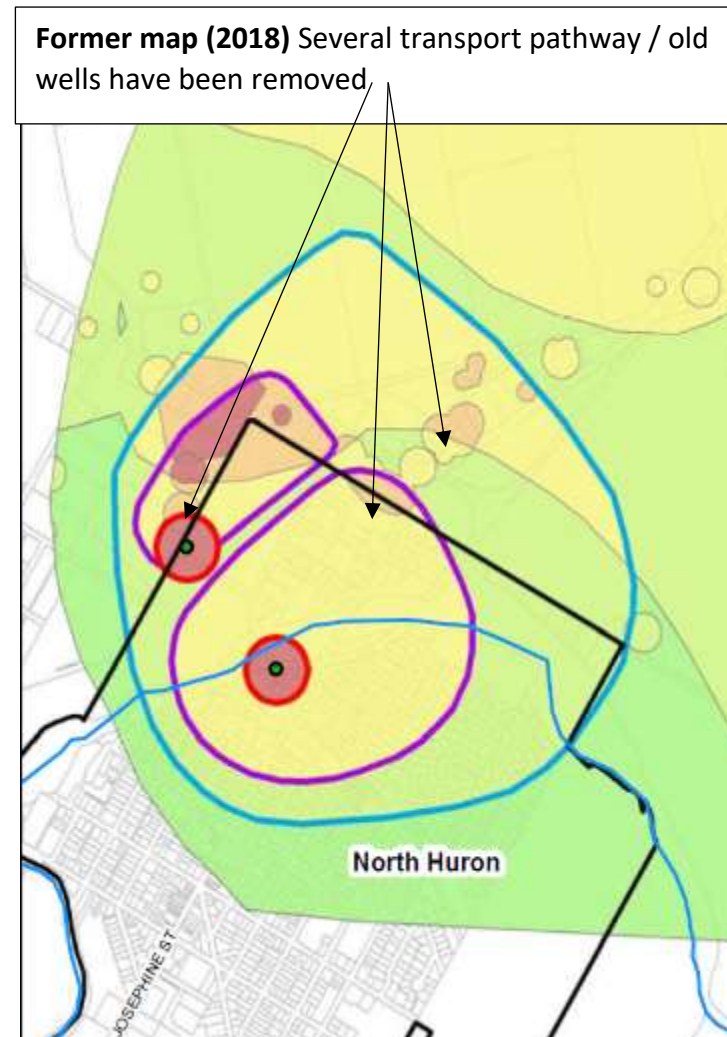 Former map (2018) Several transport pathway / old
wells have been removed
North Huron
JOSEPHINE ST